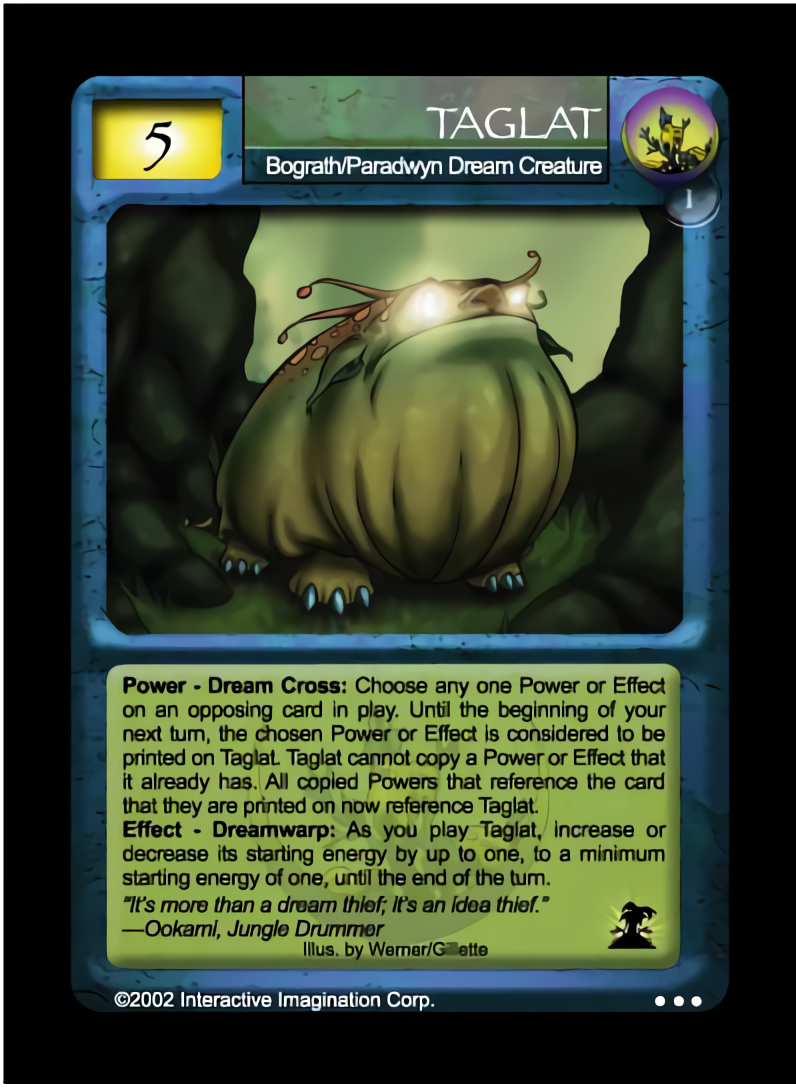 5
TAGLAT
Bograth/Paradwyn Dream Creature
1
Power - Dream Cross: Choose any one Power or Effect
on an opposing card in play. Until the beginning of your
next turn, the chosen Power or Effect is considered to be
printed on Taglat. Taglat cannot copy a Power or Effect that
it already has. All copied Powers that reference the card
that they are printed on now reference Taglat.
Effect - Dreamwarp: As you play Taglat, increase or
decrease its starting energy by up to one, to a minimum
starting energy of one, until the end of the turn.
"It's more than a dream thief; it's an idea thief."
—Ookami, Jungle Drummer
Illus. by
©2002 Interactive Imagination Corp.